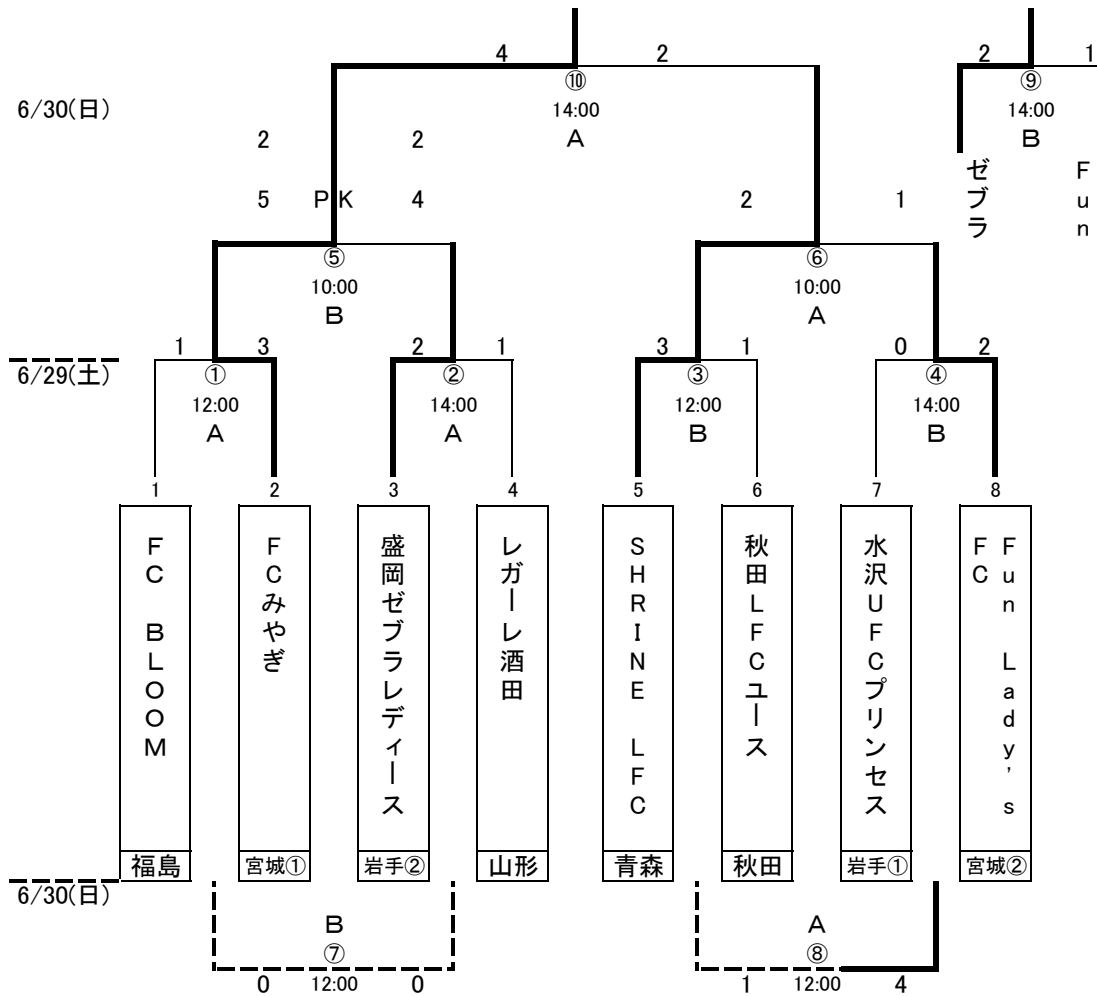 4 2 2 1
⑩ ⑨
6/30(日) 14:00 14:00
A B
2 2
5 PK 4 2 1
ゼブラ
Fun
⑤ ⑥
10:00 10:00
B A
1 3 2 1 3 1 0 2
6/29(土) ① ② ③ ④
12:00 14:00 12:00 14:00
A A B B
1 2 3 4 5 6 7 8
FC BLOOM
FCみやぎ
盛岡ゼブラレディース
レガーレ酒田
SHRINE LFC
秋田LFCユース
水沢UFCプリンセス
Fun Lady's
FC
福島 宮城① 岩手② 山形 青森 秋田 岩手① 宮城②
6/30(日)
B A
⑦ ⑧
0 12:00 0 1 12:00 4